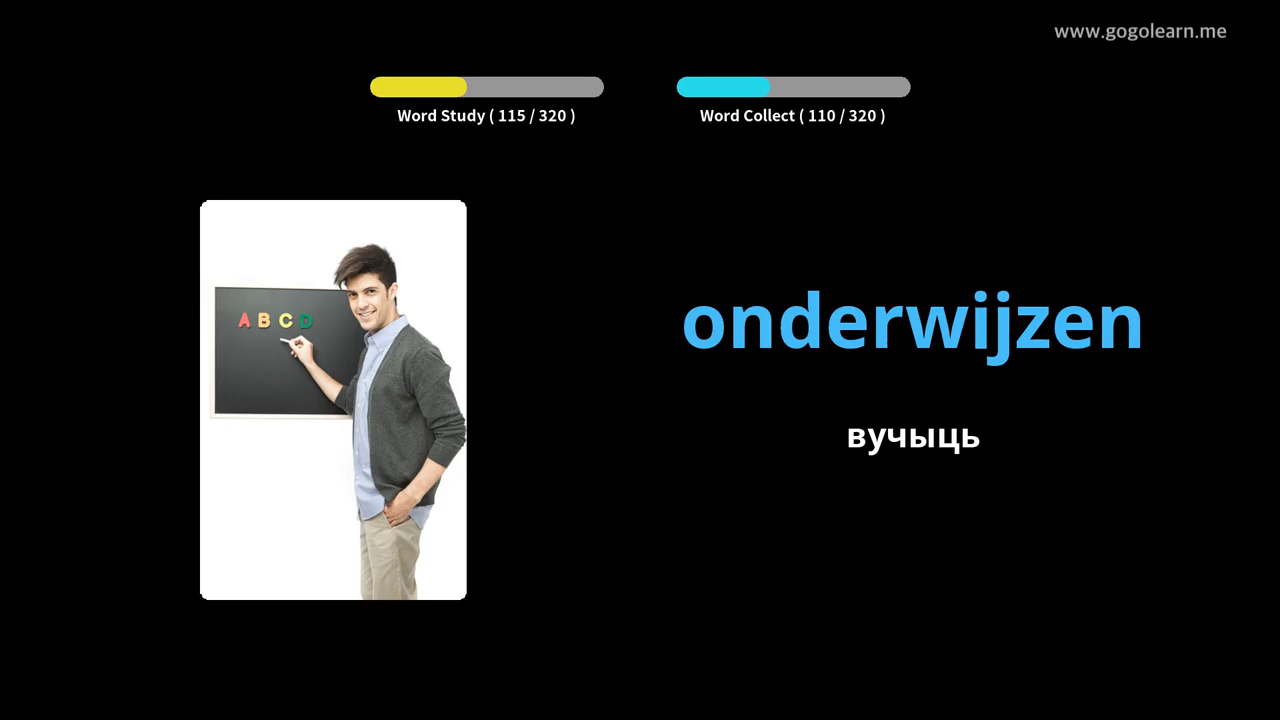 www.gogolearn.me
Word Study ( 115 / 320 )
Word Collect ( 110 / 320 )
A B C D
onderwijzen
вучыць